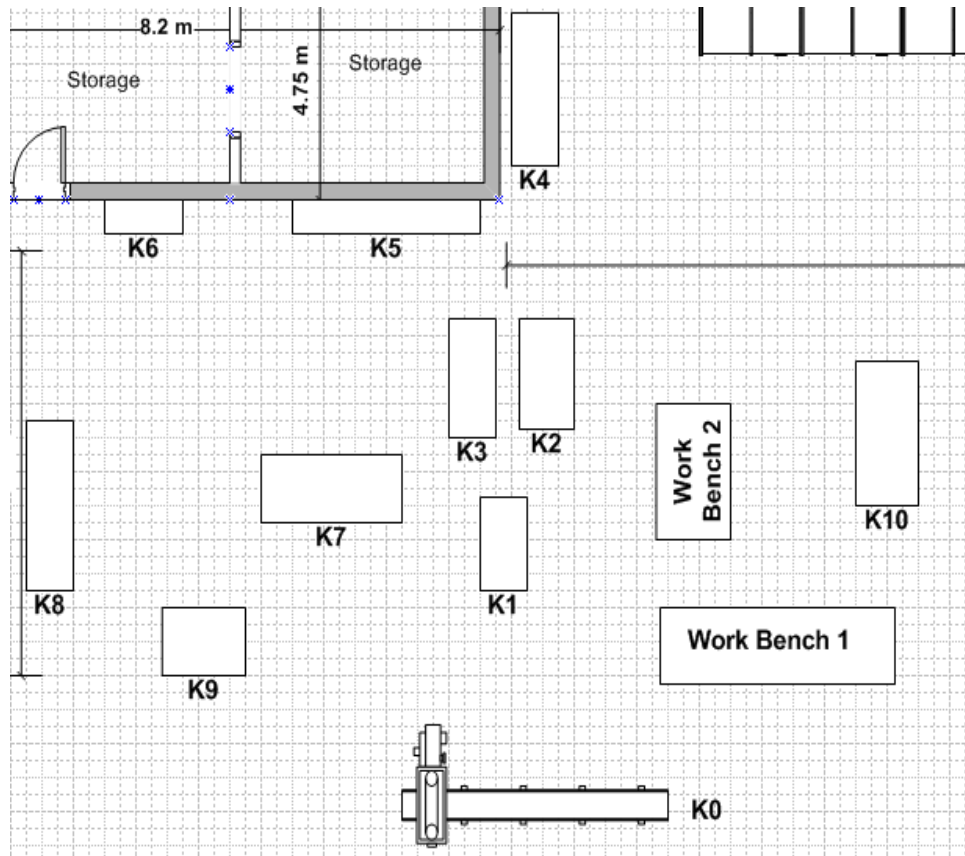 8.2 m
Storage
4.75 m
Storage
K4
K6
K5
K3
K2
Work
Bench 2
K10
K7
K8
K1
K9
Work Bench 1
K0